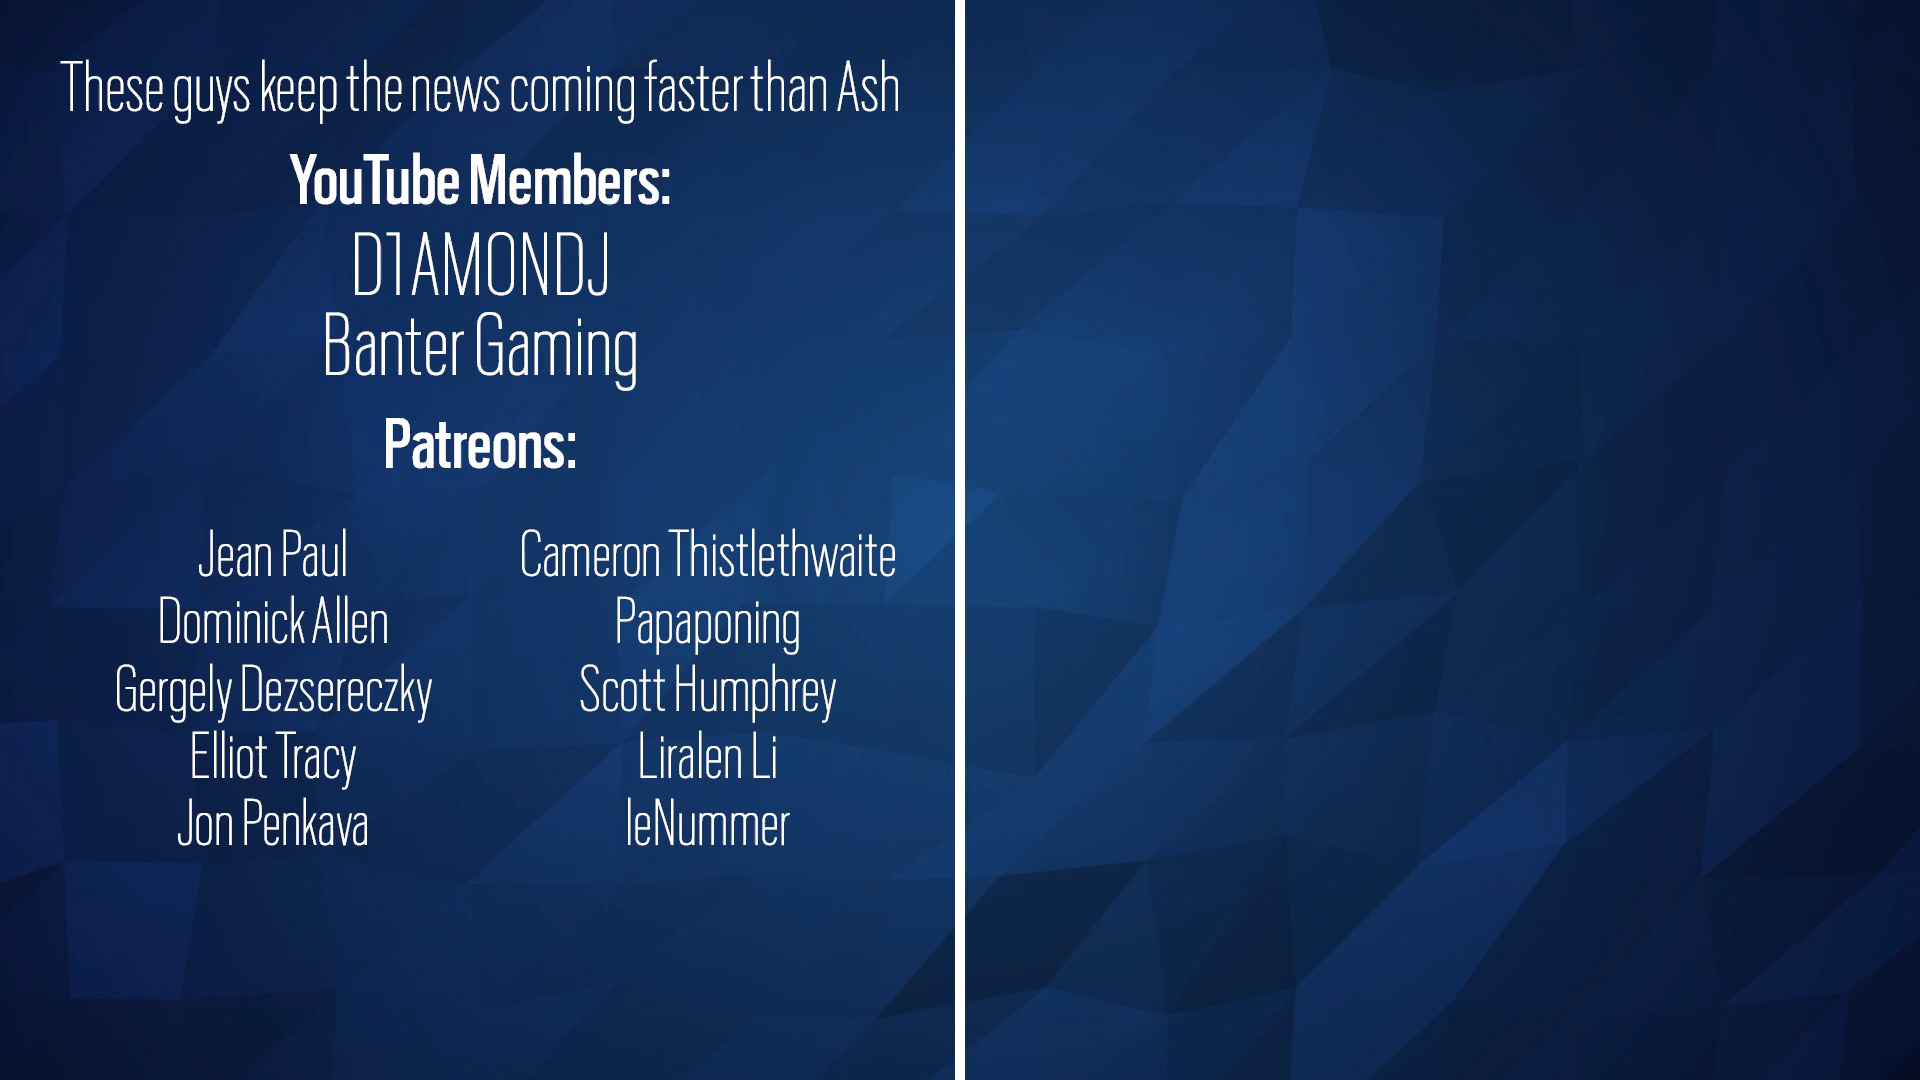 These guys keep the news coming faster than Ash
YouTube Members:
D1AMONDJ
Banter Gaming
Patreons:
Jean Paul
Dominick Allen
Gergely Dezsereczky
Elliot Tracy
Jon Penkava
Cameron Thistlethwaite
Papaponing
Scott Humphrey
Liralen Li
leNummer